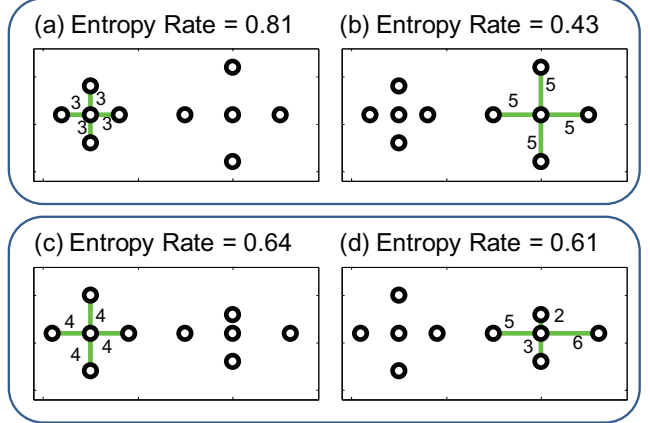 (a) Entropy Rate = 0.81
3 3
3 3
(b) Entropy Rate = 0.43
5
5 5
5
(c) Entropy Rate = 0.64
4 4
4 4
(d) Entropy Rate = 0.61
5 2
3 6